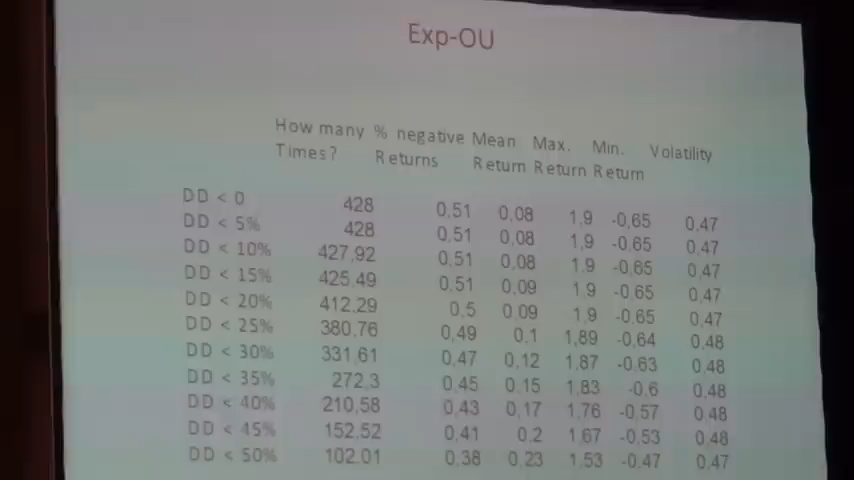 Exp-OU
How many % negative Mean Max. Min. Volatility
Times? Returns Return Return Return
DD < 0 428 0,51 0,08 1,9 -0,65 0,47
DD < 5% 428 0,51 0,08 1,9 -0,65 0,47
DD < 10% 427,92 0,51 0,08 1,9 -0,65 0,47
DD < 15% 425,49 0,51 0,09 1,9 -0,65 0,47
DD < 20% 412,29 0,5 0,09 1,9 -0,65 0,47
DD < 25% 380,76 0,49 0,1 1,89 -0,64 0,48
DD < 30% 331,61 0,47 0,12 1,87 -0,63 0,48
DD < 35% 272,3 0,45 0,15 1,83 -0,6 0,48
DD < 40% 210,58 0,43 0,17 1,76 -0,57 0,48
DD < 45% 152,52 0,41 0,2 1,67 -0,53 0,48
DD < 50% 102,01 0,38 0,23 1,53 -0,47 0,47